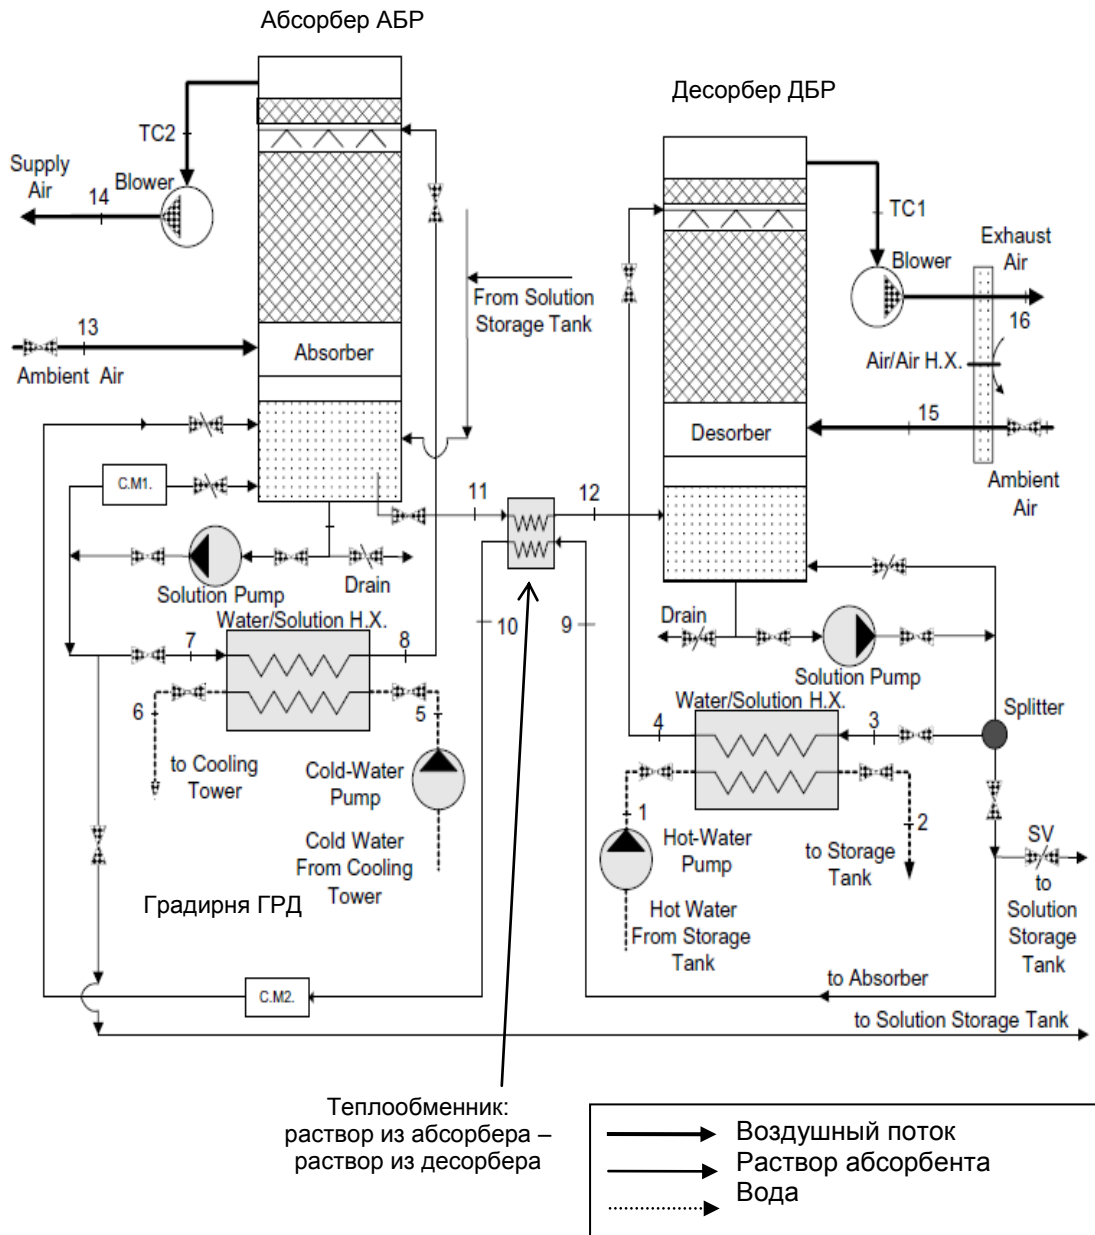 Абсорбер АБР
Десорбер ДБР
TC2
Supply
Air
14
Blower
TC1
Exhaust
Air
Blower
From Solution
Storage Tank
16
13
Ambient Air
Absorber
Air/Air H.X.
Desorber
15
Ambient
Air
C.M1.
11
12
Solution Pump
Drain
Drain
10
9
Water/Solution H.X.
7
8
Solution Pump
6
5
Water/Solution H.X.
4
3
Splitter
to Cooling
Tower
Cold-Water
Pump
1
2
Hot-Water
Pump
to Storage
Tank
SV
to
Solution
Storage
Tank
Cold Water
From Cooling
Tower
Градирня ГРД
Hot Water
From Storage
Tank
C.M2.
to Absorber
to Solution Storage Tank
Теплообменник:
раствор из абсорбера –
раствор из десорбера
Воздушный поток
Раствор абсорбента
Вода